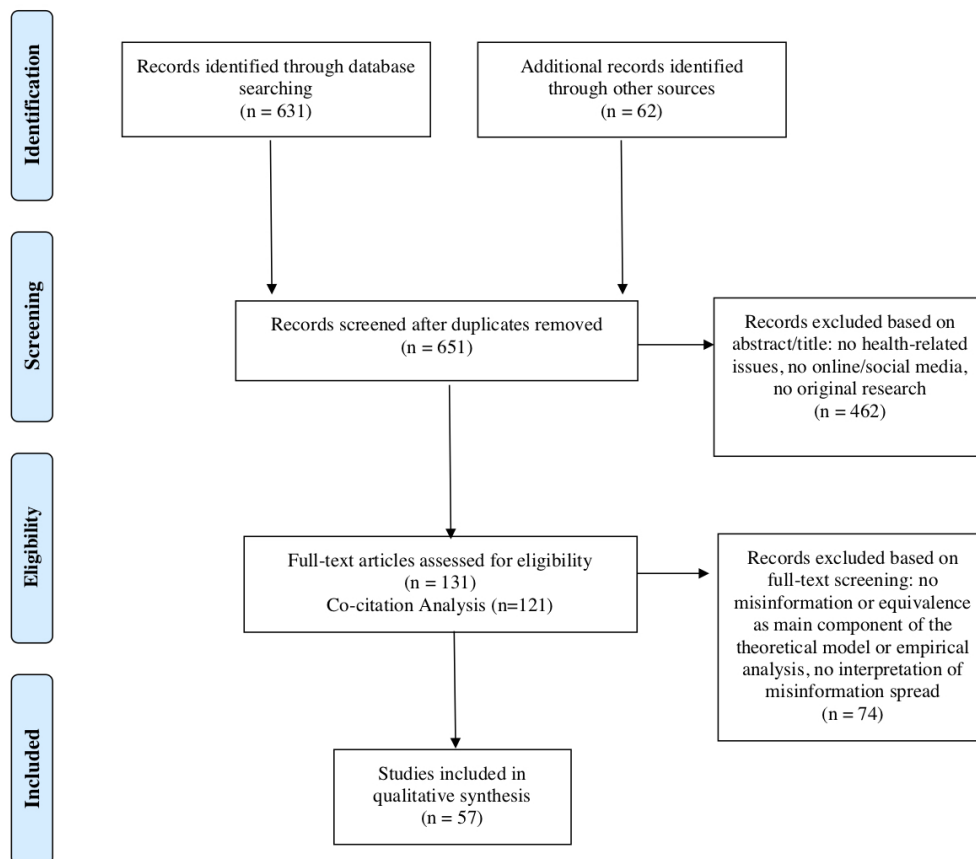 Identification
Records identified through database
searching
(n = 631)
Additional records identified
through other sources
(n = 62)
Screening
Records screened after duplicates removed
(n = 651)
Records excluded based on
abstract/title: no health-related
issues, no online/social media,
no original research
(n = 462)
Eligibility
Full-text articles assessed for eligibility
(n = 131)
Co-citation Analysis (n=121)
Records excluded based on
full-text screening: no
misinformation or equivalence
as main component of the
theoretical model or empirical
analysis, no interpretation of
misinformation spread
(n = 74)
Included
Studies included in
qualitative synthesis
(n = 57)